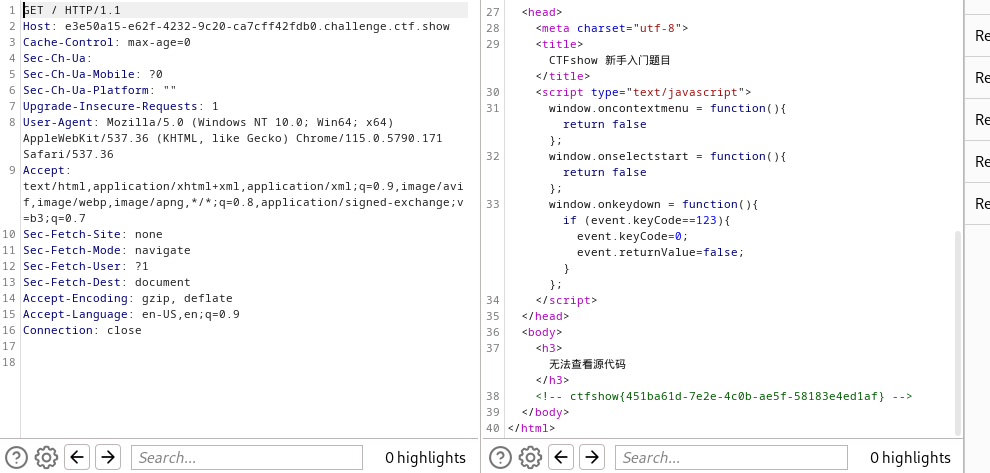 1 GET / HTTP/1.1
2 Host: e3e50a15-e62f-4232-9c20-ca7cff42fdb0.challenge.ctf.show
3 Cache-Control: max-age=0
4 Sec-Ch-Ua:
5 Sec-Ch-Ua-Mobile: ?0
6 Sec-Ch-Ua-Platform: ""
7 Upgrade-Insecure-Requests: 1
8 User-Agent: Mozilla/5.0 (Windows NT 10.0; Win64; x64)
AppleWebKit/537.36 (KHTML, like Gecko) Chrome/115.0.5790.171
Safari/537.36
9 Accept:
text/html,application/xhtml+xml,application/xml;q=0.9,image/avi
f,image/webp,image/apng,*/*;q=0.8,application/signed-exchange;v
=b3;q=0.7
10 Sec-Fetch-Site: none
11 Sec-Fetch-Mode: navigate
12 Sec-Fetch-User: ?1
13 Sec-Fetch-Dest: document
14 Accept-Encoding: gzip, deflate
15 Accept-Language: en-US,en;q=0.9
16 Connection: close
17
18
Search...
0 highlights
27 <head>
28 <meta charset="utf-8">
29 <title>
CTFshow 新手入门题目
</title>
30 <script type="text/javascript">
31 window.oncontextmenu = function(){
return false
};
32 window.onselectstart = function(){
return false
};
33 window.onkeydown = function(){
if (event.keyCode==123){
event.keyCode=0;
event.returnValue=false;
}
};
34 </script>
35 </head>
36 <body>
37 <h3>
无法查看源代码
</h3>
38 <!-- ctfshow{451ba61d-7e2e-4c0b-ae5f-58183e4ed1af} -->
39 </body>
40 </html>
Search...
0 highlights
Re
Re
Re
Re
Re